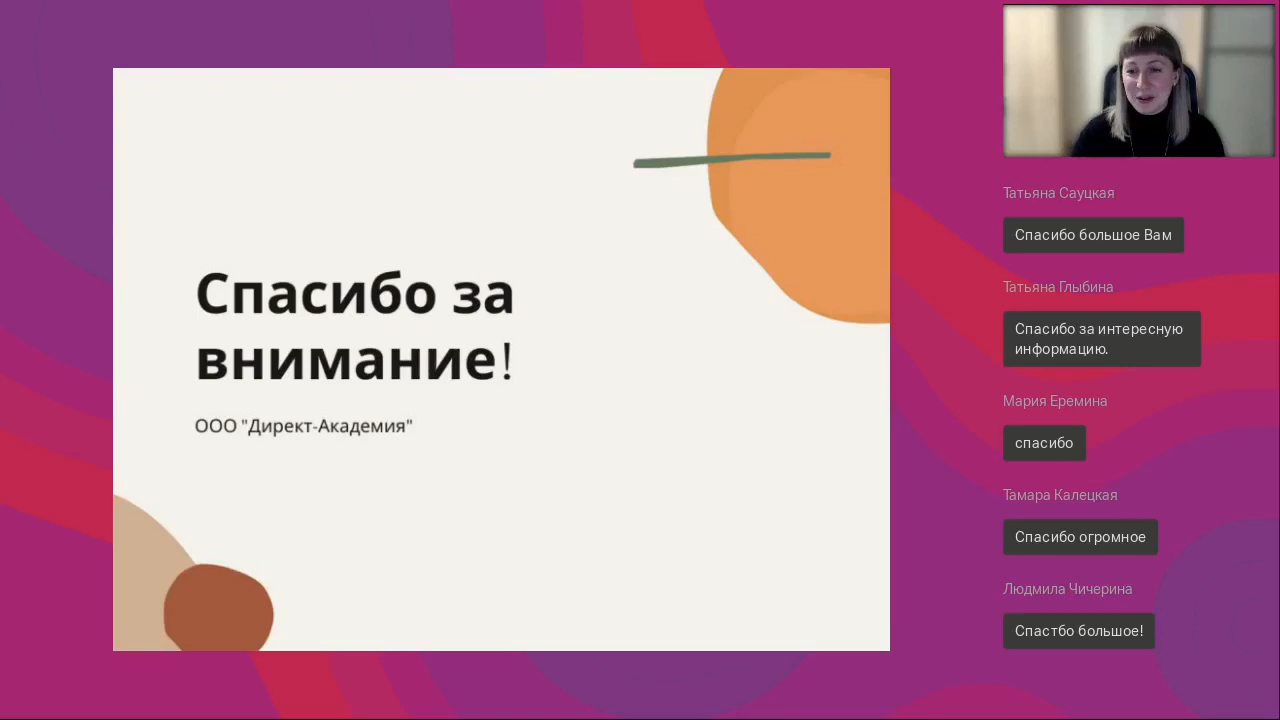 Спасибо за
внимание!
ООО "Директ-Академия"
Татьяна Сауцкая
Спасибо большое Вам
Татьяна Глыбина
Спасибо за интересную
информацию.
Мария Еремина
спасибо
Тамара Калецкая
Спасибо огромное
Людмила Чичерина
Спастбо большое!